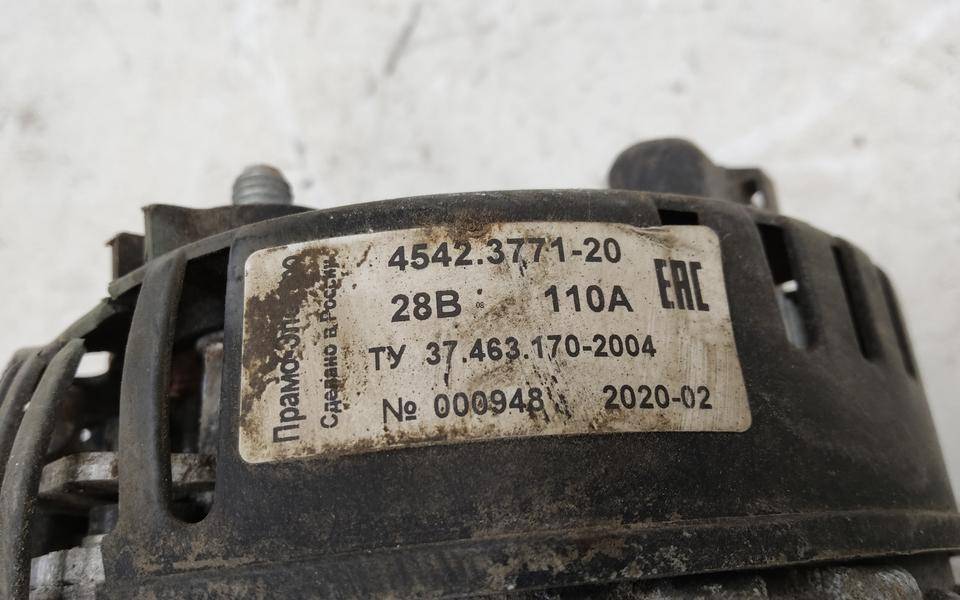 4542.3771-20
28В 110А
ЕАС
ТУ 37.463.170-2004
№ 000948 2020-02
Сделано в России